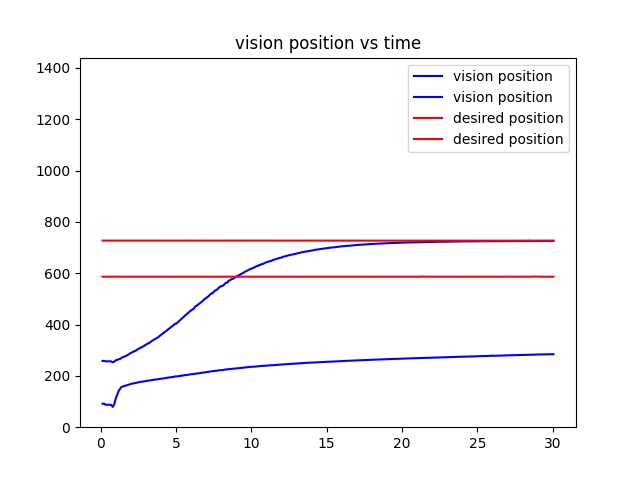 vision position vs time
vision position
vision position
desired position
desired position
1400
1200
1000
800
600
400
200
0
0 5 10 15 20 25 30